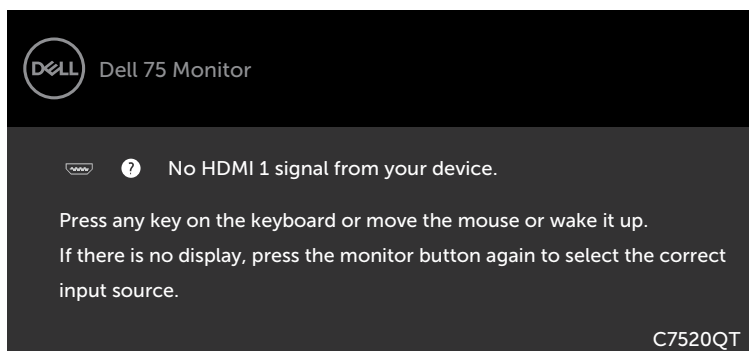 DELL Dell 75 Monitor
? No HDMI 1 signal from your device.
Press any key on the keyboard or move the mouse or wake it up.
If there is no display, press the monitor button again to select the correct
input source.
C7520QT